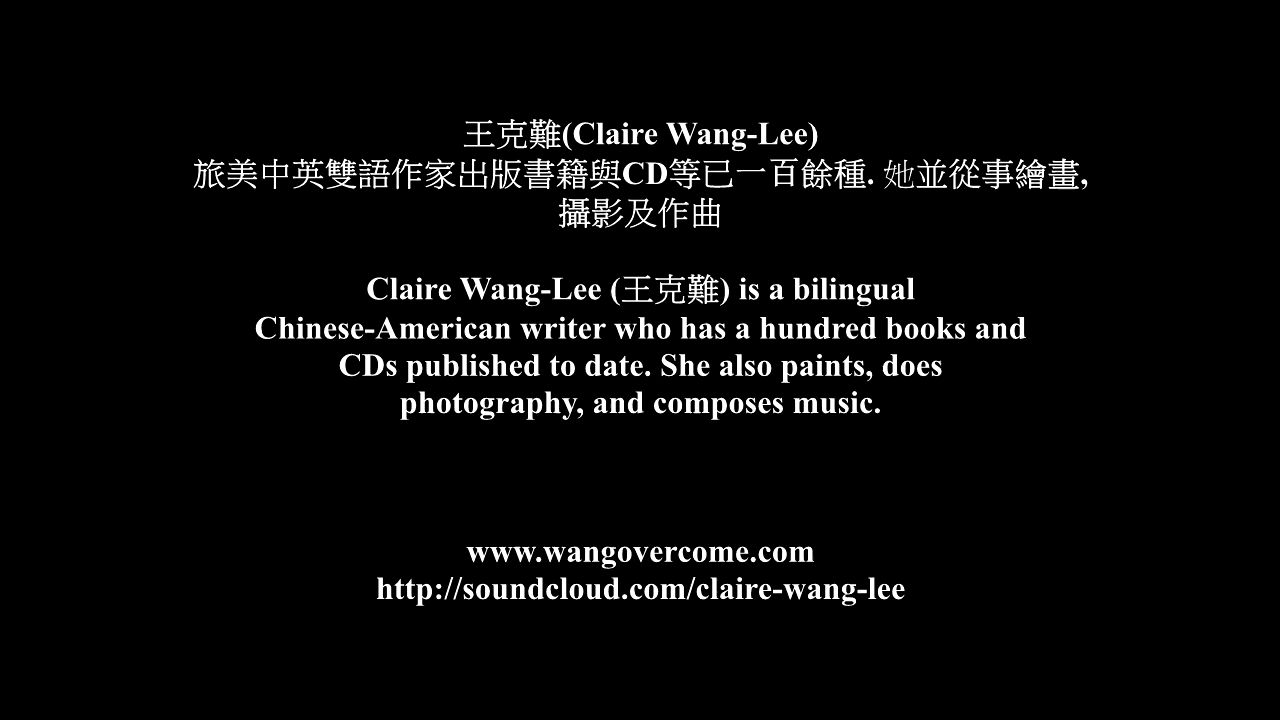 王克難(Claire Wang-Lee)
旅美中英雙語作家出版書籍與CD等已一百餘種. 她並從事繪畫,
攝影及作曲
Claire Wang-Lee (王克難) is a bilingual
Chinese-American writer who has a hundred books and
CDs published to date. She also paints, does
photography, and composes music.
www.wangovercome.com
http://soundcloud.com/claire-wang-lee